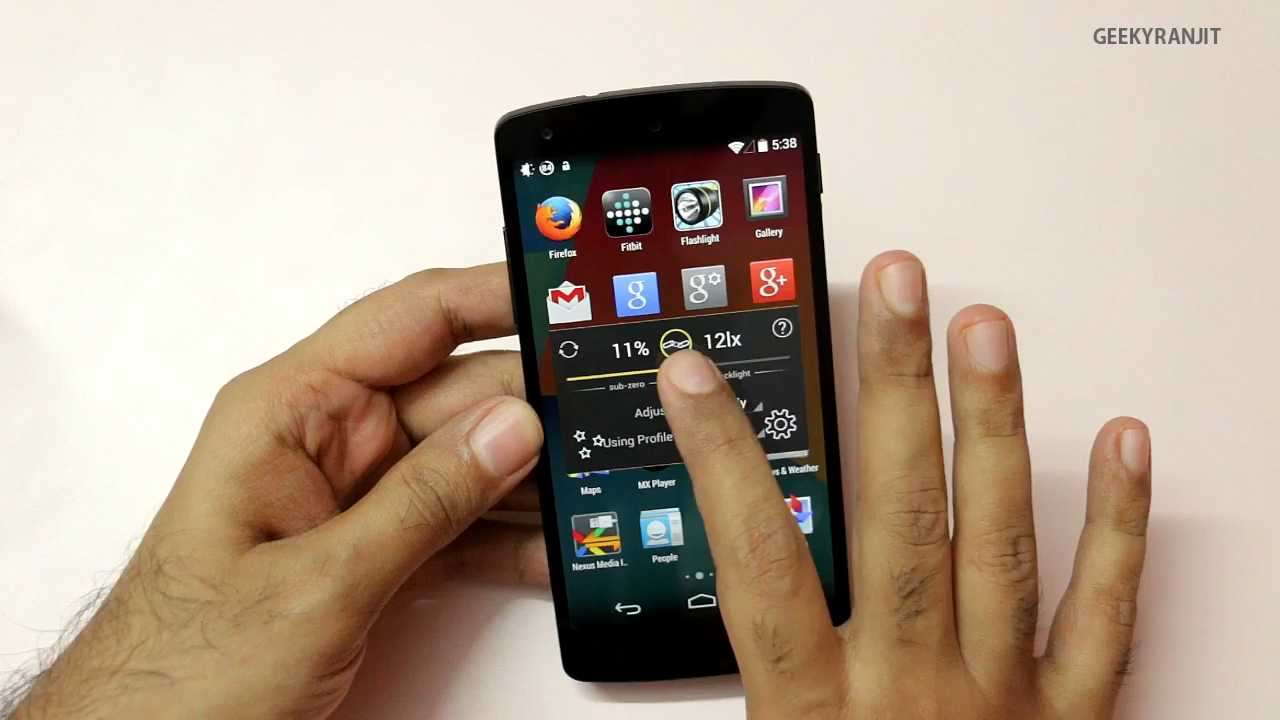 GEEKYRANJIT
5:38
Firefox
Fitbit
Flashlight
Gallery
g
g
g+
11%
12lx
?
sub-zero
Using Profile
Maps
MX Player
& Weather
Nexus Media I..
People